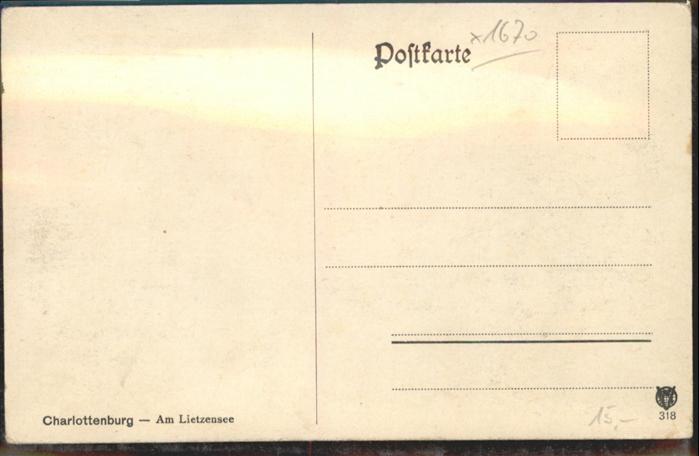 Poſtkarte
x1670
Charlottenburg — Am Lietzensee
15,–
318